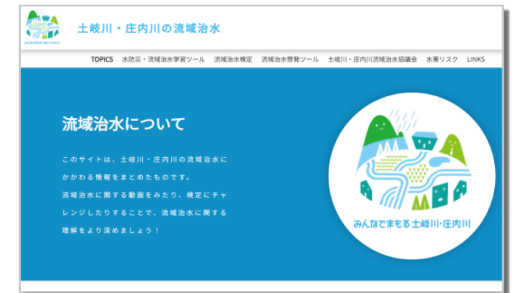 土岐川・庄内川の流域治水
TOPICS 水防災・流域治水学習ツール 流域治水検定 流域治水啓発ツール 土岐川・庄内川流域治水協議会 水害リスク LINKS
流域治水について
このサイトは、土岐川・庄内川の流域治水に
かかわる情報をまとめたものです。
流域治水に関する動画をみたり、検定にチャ
レンジしたりすることで、流域治水に関する
理解をより深めましょう！
みんなでまもる土岐川・庄内川